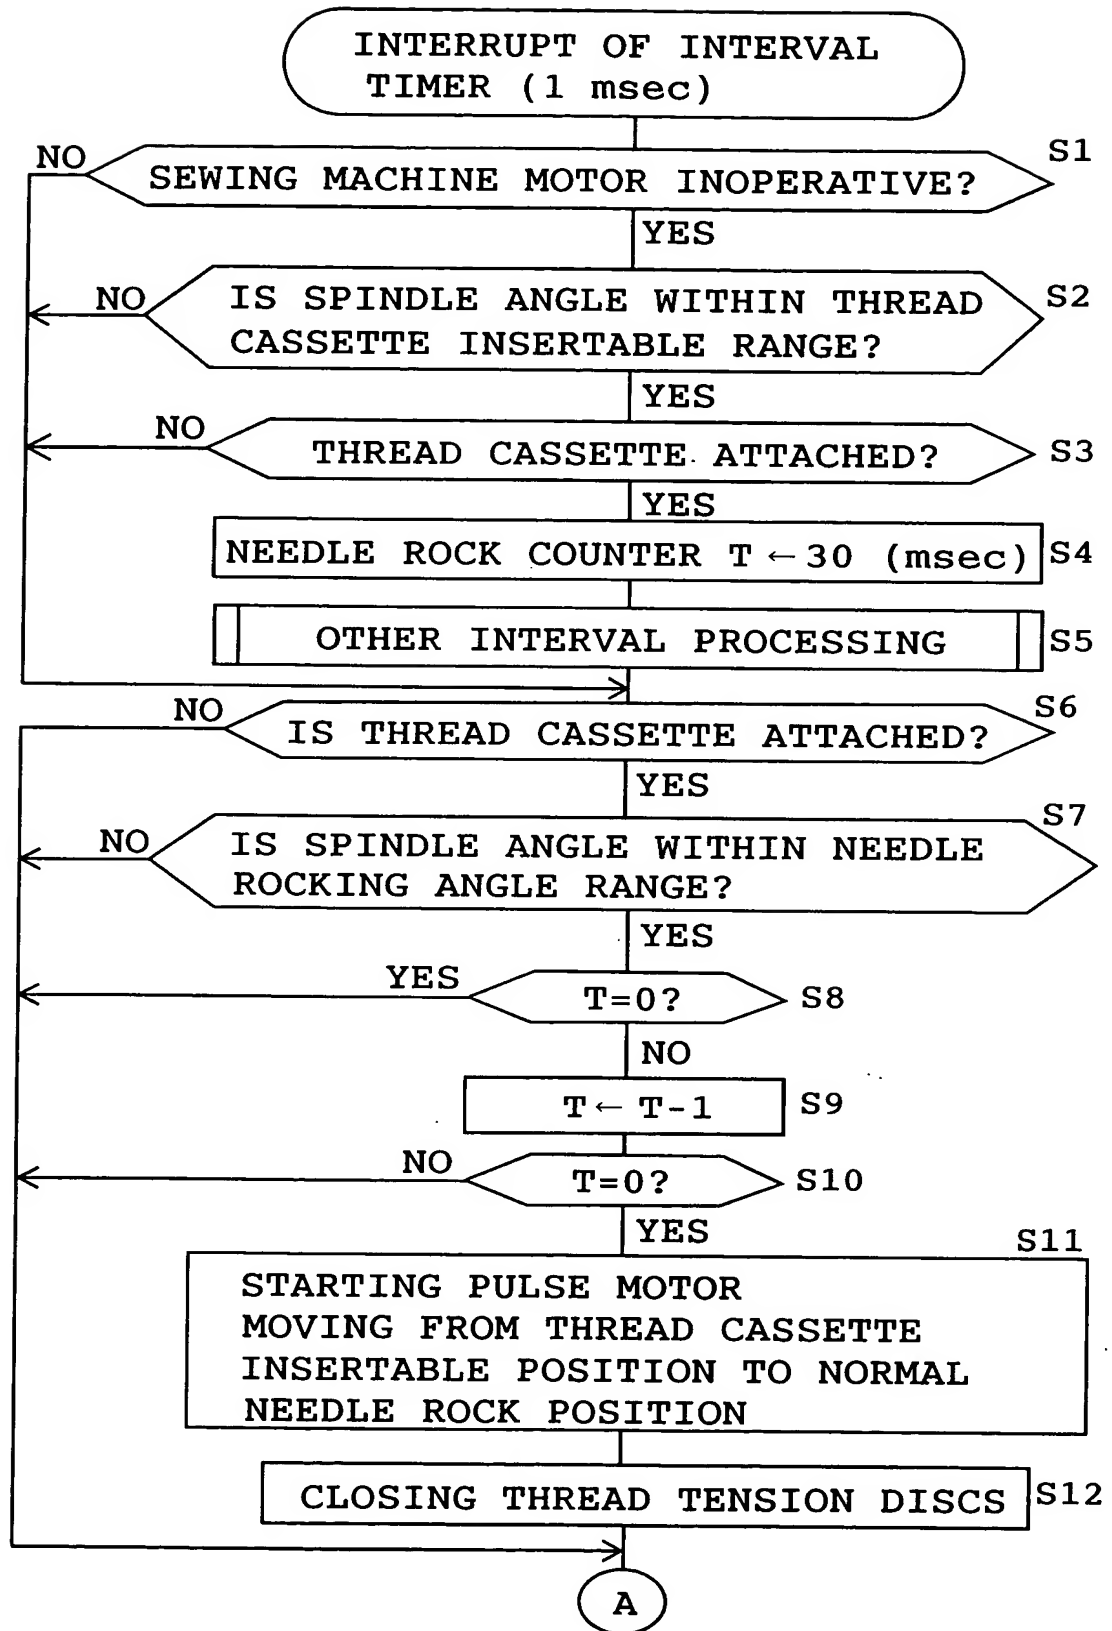 INTERRUPT OF INTERVAL
TIMER (1 msec)
S1
NO
SEWING MACHINE MOTOR INOPERATIVE?
YES
S2
NO
IS SPINDLE ANGLE WITHIN THREAD
CASSETTE INSERTABLE RANGE?
YES
NO
THREAD CASSETTE ATTACHED?
S3
YES
NEEDLE ROCK COUNTER T ← 30 (msec)
S4
OTHER INTERVAL PROCESSING
S5
NO
S6
IS THREAD CASSETTE ATTACHED?
YES
S7
NO
IS SPINDLE ANGLE WITHIN NEEDLE
ROCKING ANGLE RANGE?
YES
YES
T=0?
S8
NO
T ← T-1
S9
NO
T=0?
S10
YES
S11
STARTING PULSE MOTOR
MOVING FROM THREAD CASSETTE
INSERTABLE POSITION TO NORMAL
NEEDLE ROCK POSITION
CLOSING THREAD TENSION DISCS
S12
A